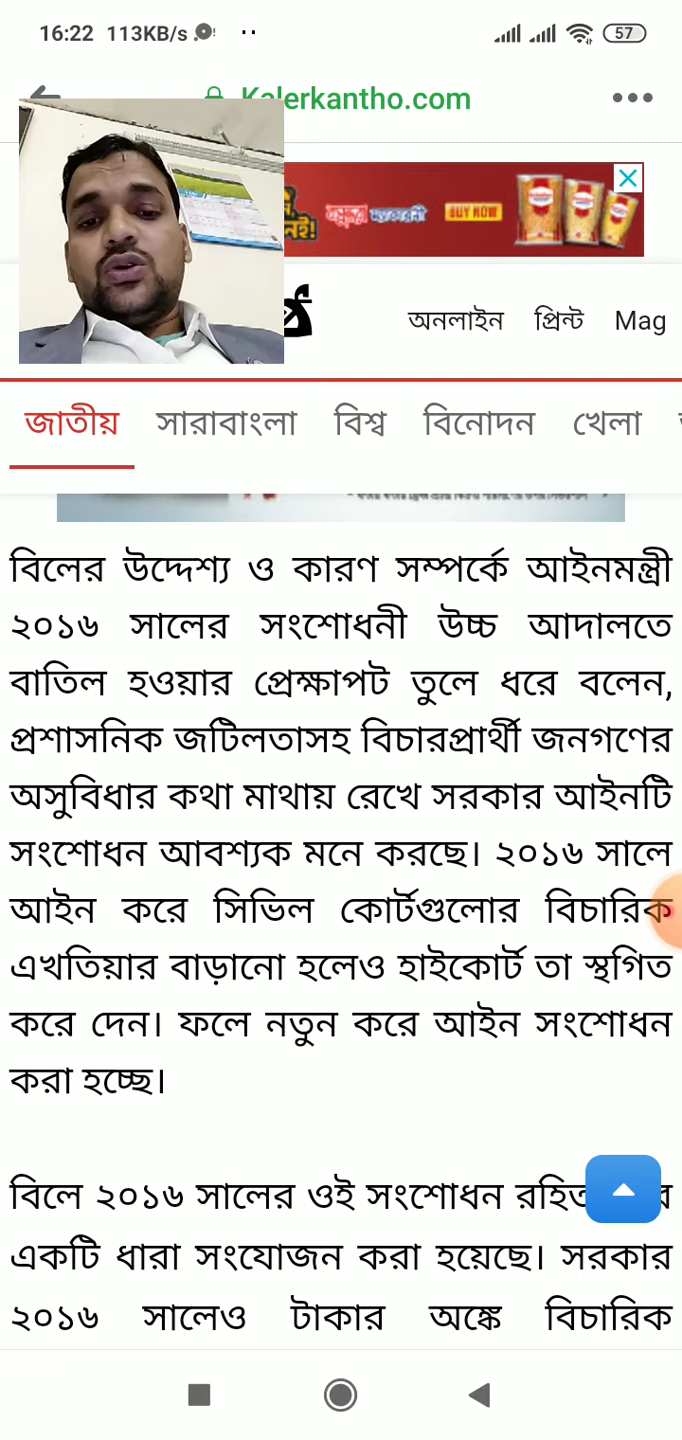 16:22 113KB/s
57
Kalerkantho.com
BUY NOW
অনলাইন প্রিন্ট Mag
জাতীয় সারাবাংলা বিশ্ব বিনোদন খেলা
বিলের উদ্দেশ্য ও কারণ সম্পর্কে আইনমন্ত্রী
২০১৬ সালের সংশোধনী উচ্চ আদালতে
বাতিল হওয়ার প্রেক্ষাপট তুলে ধরে বলেন,
প্রশাসনিক জটিলতাসহ বিচারপ্রার্থী জনগণের
অসুবিধার কথা মাথায় রেখে সরকার আইনটি
সংশোধন আবশ্যক মনে করছে। ২০১৬ সালে
আইন করে সিভিল কোর্টগুলোর বিচারিক
এখতিয়ার বাড়ানো হলেও হাইকোর্ট তা স্থগিত
করে দেন। ফলে নতুন করে আইন সংশোধন
করা হচ্ছে।
বিলে ২০১৬ সালের ওই সংশোধন
একটি ধারা সংযোজন করা হয়েছে। সরকার
২০১৬ সালেও টাকার অঙ্কে বিচারিক